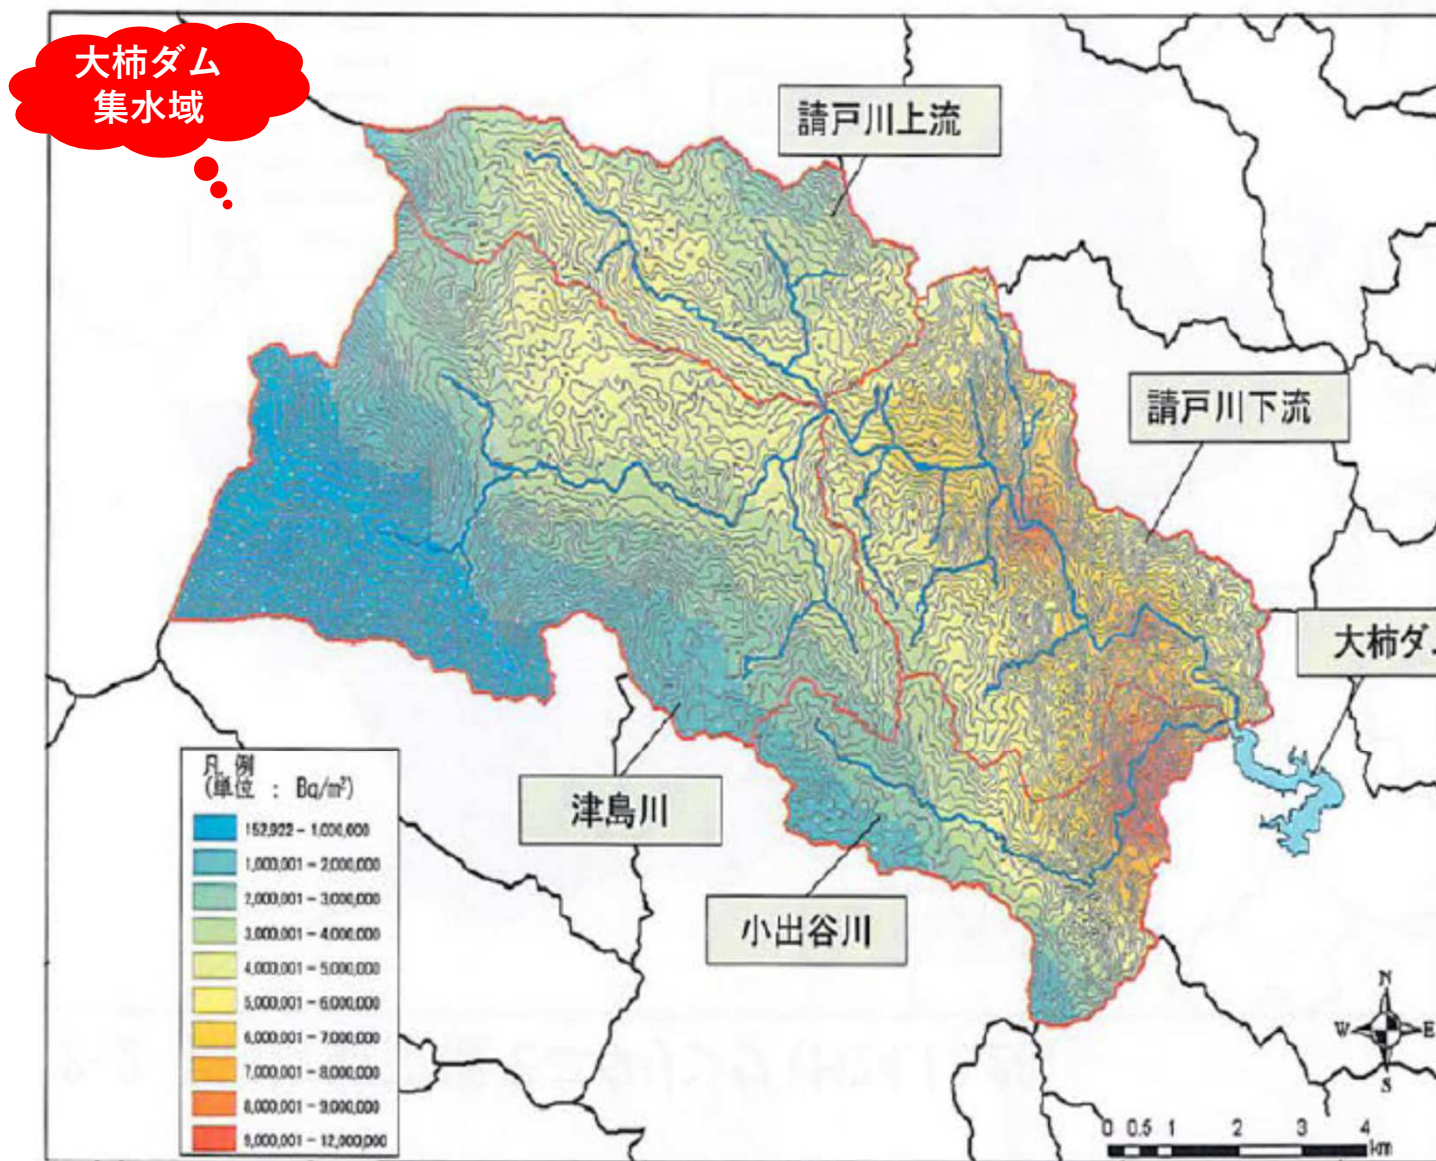 大柿ダム
集水域
請戸川上流
請戸川下流
大柿ダ
津島川
小出谷川
凡 例
(単位 : Bq/m²)
152,922 - 1,000,000
1,000,001 - 2,000,000
2,000,001 - 3,000,000
3,000,001 - 4,000,000
4,000,001 - 5,000,000
5,000,001 - 6,000,000
6,000,001 - 7,000,000
7,000,001 - 8,000,000
8,000,001 - 9,000,000
9,000,001 - 12,000,000
N
W E
S
0 0.5 1 2 3 4
km